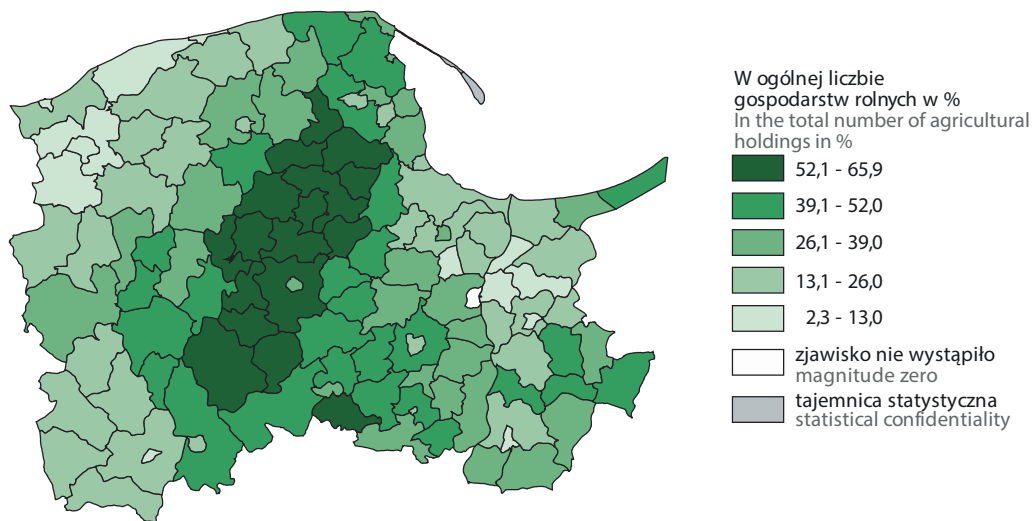 W ogólnej liczbie
gospodarstw rolnych w %
In the total number of agricultural
holdings in %
52,1 - 65,9
39,1 - 52,0
26,1 - 39,0
13,1 - 26,0
2,3 - 13,0
zjawisko nie wystąpiło
magnitude zero
tajemnica statystyczna
statistical confidentiality